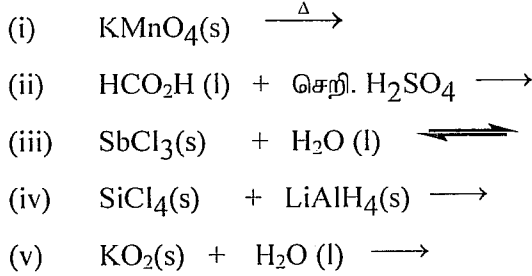 (i) KMnO₄(s) —Δ→
(ii) HCO₂H (l) + செறி. H₂SO₄ ⟶
(iii) SbCl₃(s) + H₂O (l) ⇌
(iv) SiCl₄(s) + LiAlH₄(s) ⟶
(v) KO₂(s) + H₂O (l) ⟶